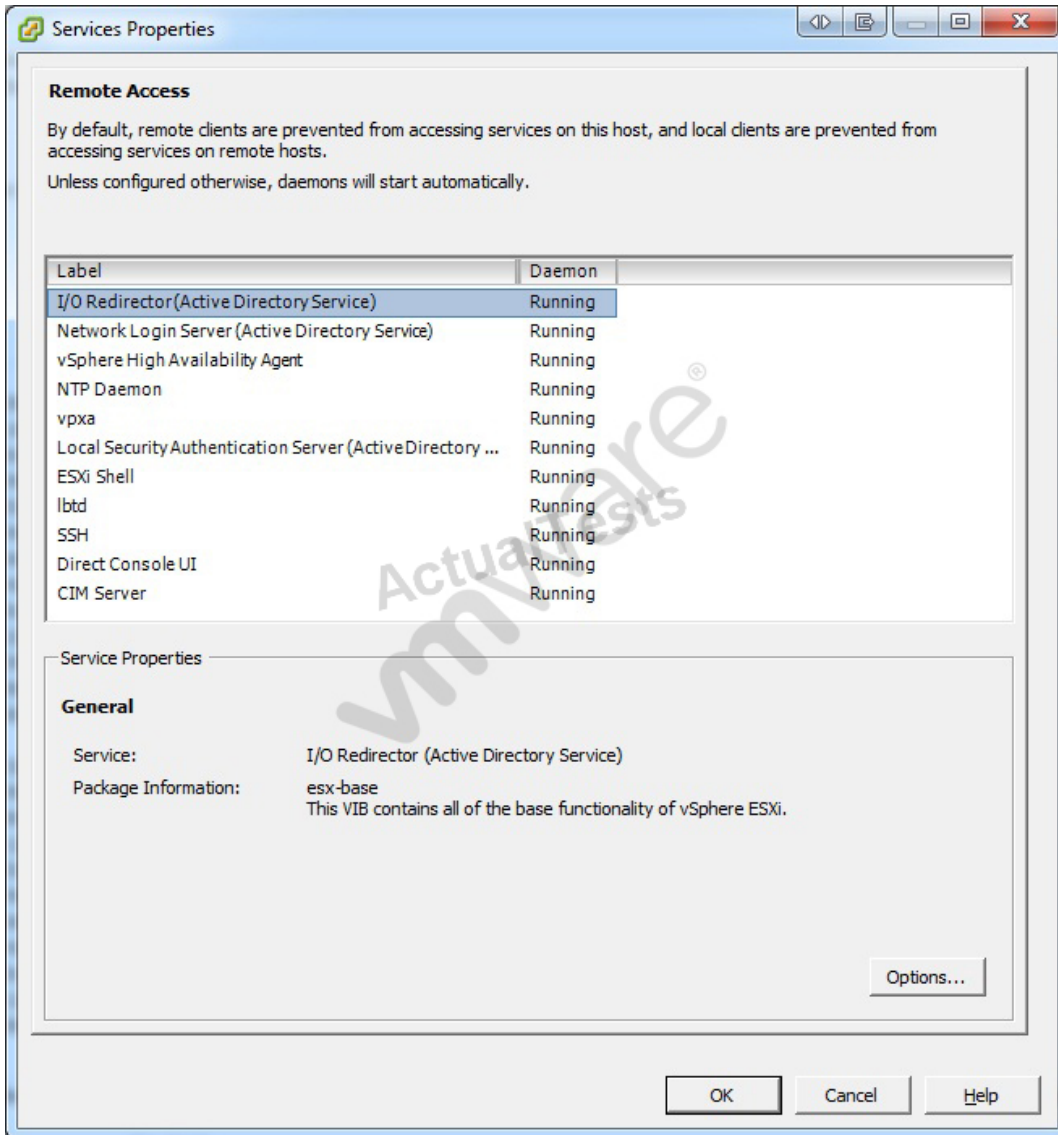 Services Properties
Remote Access
By default, remote clients are prevented from accessing services on this host, and local clients are prevented from
accessing services on remote hosts.
Unless configured otherwise, daemons will start automatically.
Label Daemon
I/O Redirector (Active Directory Service) Running
Network Login Server (Active Directory Service) Running
vSphere High Availability Agent Running
NTP Daemon Running
vpxa Running
Local Security Authentication Server (Active Directory ... Running
ESXi Shell Running
lbtd Running
SSH Running
Direct Console UI Running
CIM Server Running
ActualTests
vmware®
Service Properties
General
Service: I/O Redirector (Active Directory Service)
Package Information: esx-base
This VIB contains all of the base functionality of vSphere ESXi.
Options...
OK Cancel Help